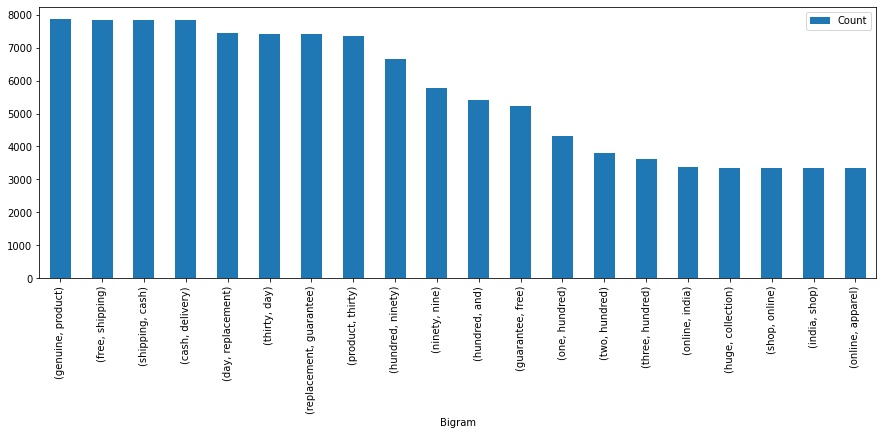 Count
8000
7000
6000
5000
4000
3000
2000
1000
0
(genuine, product)
(free, shipping)
(shipping, cash)
(cash, delivery)
(day, replacement)
(thirty, day)
(replacement, guarantee)
(product, thirty)
(hundred, ninety)
(ninety, nine)
(hundred, and)
(guarantee, free)
(one, hundred)
(two, hundred)
(three, hundred)
(online, india)
(huge, collection)
(shop, online)
(india, shop)
(online, apparel)
Bigram